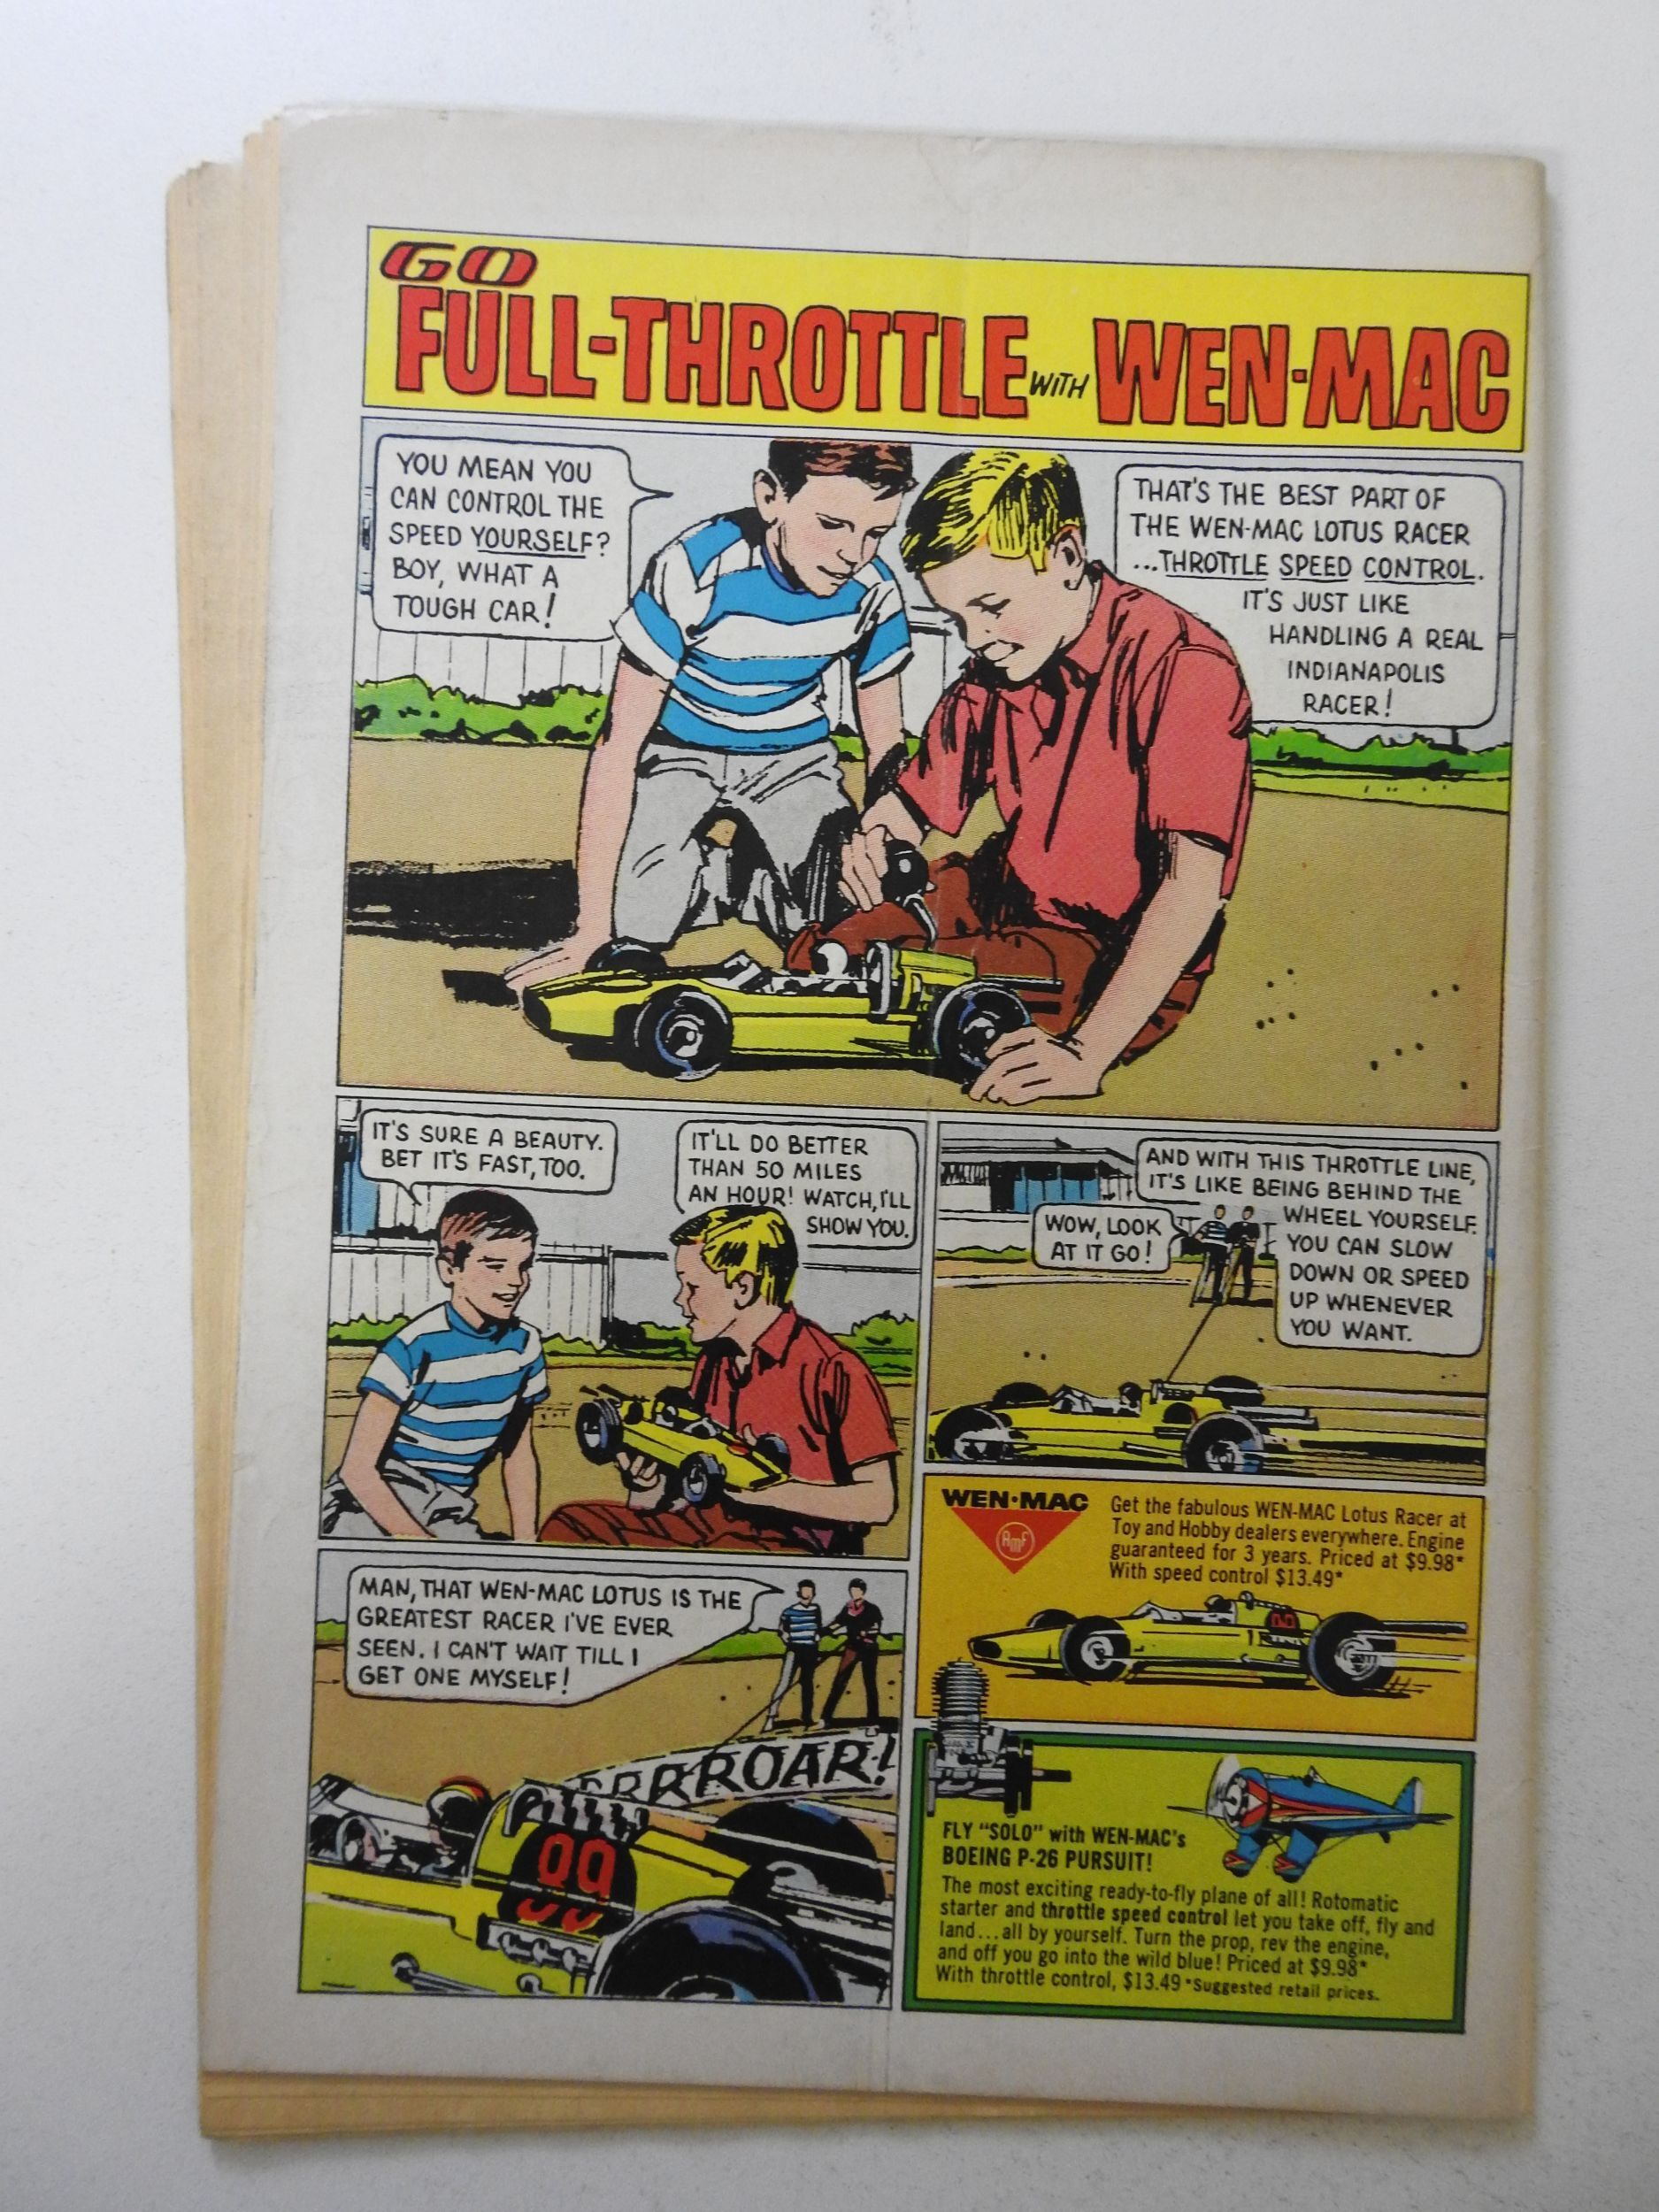 GO
FULL-THROTTLE WITH WEN-MAC
YOU MEAN YOU
CAN CONTROL THE
SPEED YOURSELF?
BOY, WHAT A
TOUGH CAR!
THAT'S THE BEST PART OF
THE WEN-MAC LOTUS RACER
...THROTTLE SPEED CONTROL.
IT'S JUST LIKE
HANDLING A REAL
INDIANAPOLIS
RACER!
IT'S SURE A BEAUTY.
BET IT'S FAST, TOO.
IT'LL DO BETTER
THAN 50 MILES
AN HOUR! WATCH, I'LL
SHOW YOU.
WOW, LOOK
AT IT GO!
AND WITH THIS THROTTLE LINE,
IT'S LIKE BEING BEHIND THE
WHEEL YOURSELF.
YOU CAN SLOW
DOWN OR SPEED
UP WHENEVER
YOU WANT.
MAN, THAT WEN-MAC LOTUS IS THE
GREATEST RACER I'VE EVER
SEEN. I CAN'T WAIT TILL I
GET ONE MYSELF!
RRRROAR!
99
WEN·MAC
AMF
Get the fabulous WEN-MAC Lotus Racer at
Toy and Hobby dealers everywhere. Engine
guaranteed for 3 years. Priced at $9.98*
With speed control $13.49*
FLY "SOLO" with WEN-MAC's
BOEING P-26 PURSUIT!
The most exciting ready-to-fly plane of all! Rotomatic
starter and throttle speed control let you take off, fly and
land...all by yourself. Turn the prop, rev the engine,
and off you go into the wild blue! Priced at $9.98*
With throttle control, $13.49 *Suggested retail prices.